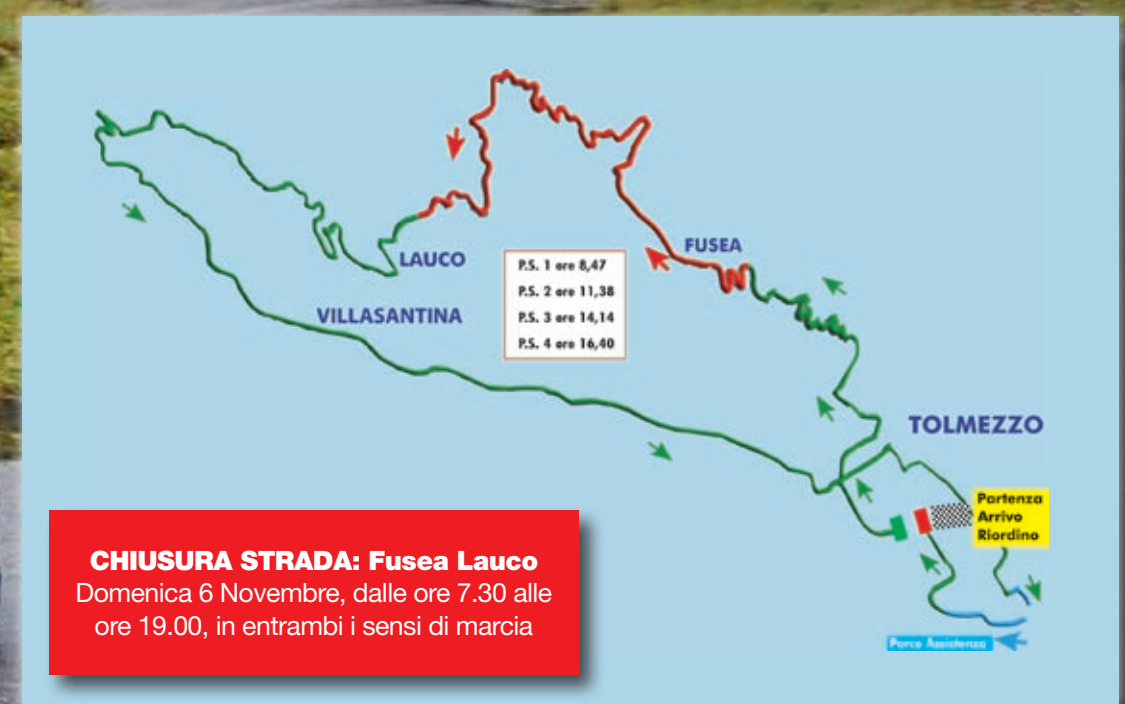 LAUCO
FUSEA
VILLASANTINA
P.S. 1 ore 8,47
P.S. 2 ore 11,38
P.S. 3 ore 14,14
P.S. 4 ore 16,40
TOLMEZZO
Partenza
Arrivo
Riordino
Parco Assistenza
CHIUSURA STRADA: Fusea Lauco
Domenica 6 Novembre, dalle ore 7.30 alle
ore 19.00, in entrambi i sensi di marcia